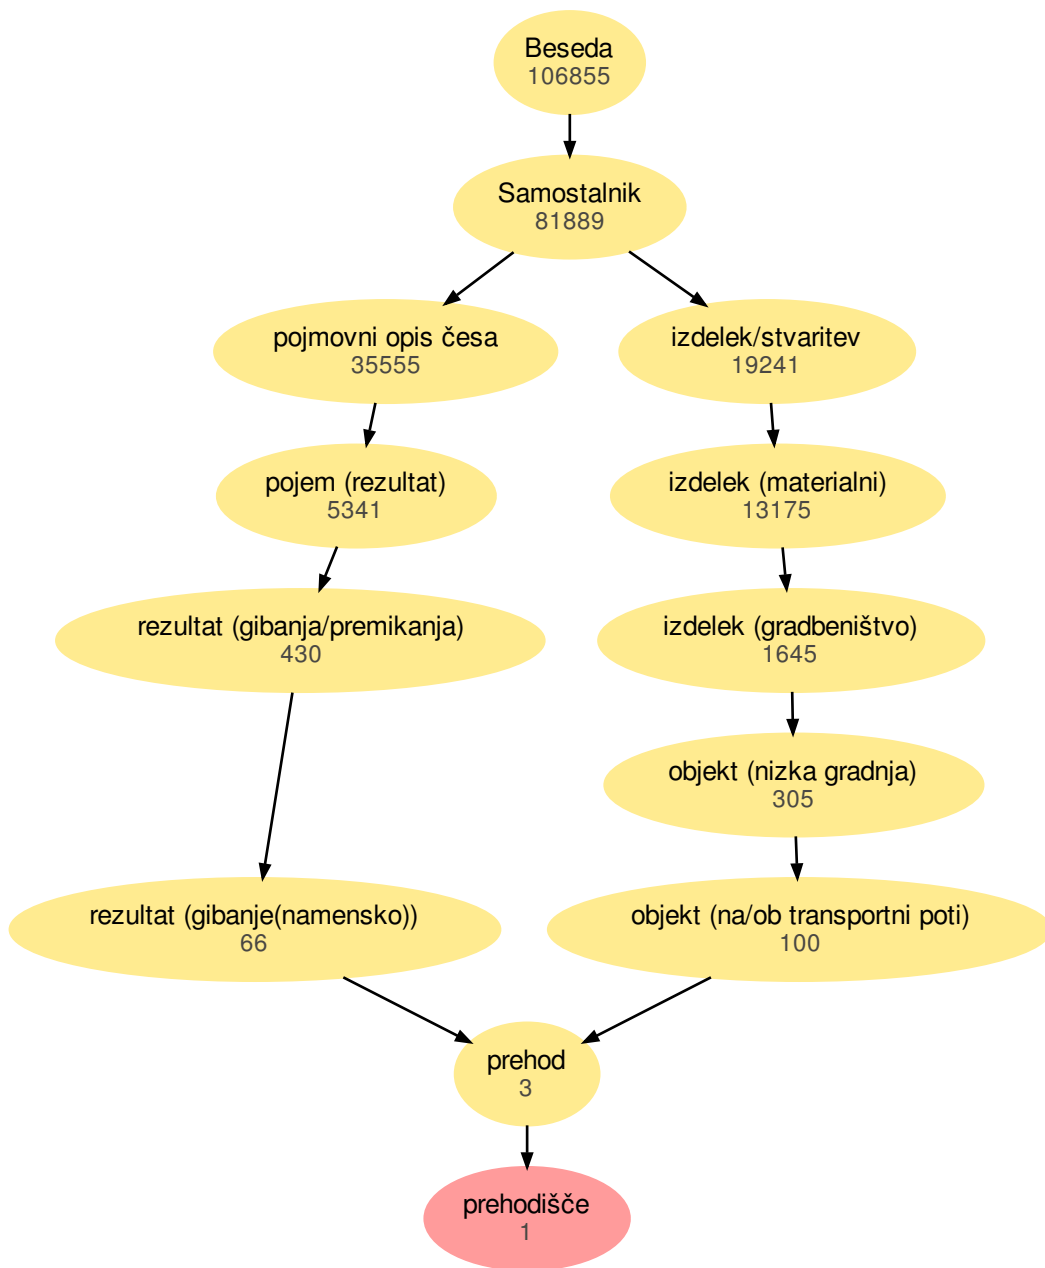 Beseda
106855
Samostalnik
81889
pojmovni opis česa
35555
izdelek/stvaritev
19241
pojem (rezultat)
5341
izdelek (materialni)
13175
rezultat (gibanja/premikanja)
430
izdelek (gradbeništvo)
1645
objekt (nizka gradnja)
305
rezultat (gibanje(namensko))
66
objekt (na/ob transportni poti)
100
prehod
3
prehodišče
1